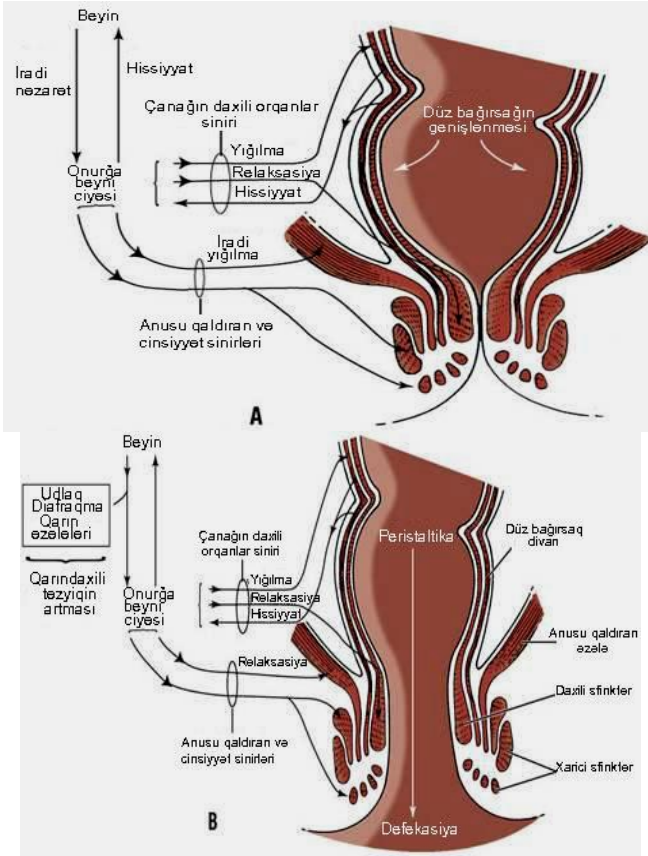 Beyin
İradi
nəzarət
Hissiyyat
Çanağın daxili orqanlar
siniri
Yığılma
Relaksasiya
Hissiyyat
Düz bağırsağın
genişlənməsi
Onurğa
beyni
ciyəsi
İradi
yığılma
Anusu qaldıran və
cinsiyyət sinirləri
A
Beyin
Udlaq
Diafraqma
Qarın
əzələləri
Qarındaxili
təzyiqin
artması
Onurğa
beyni
ciyəsi
Çanağın daxili
orqanlar siniri
Yığılma
Relaksasiya
Hissiyyat
Relaksasiya
Anusu qaldıran və
cinsiyyət sinirləri
Peristaltika
Düz bağırsaq
divarı
Anusu qaldıran
əzələ
Daxili sfinktər
Xarici sfinktər
Defekasiya
B